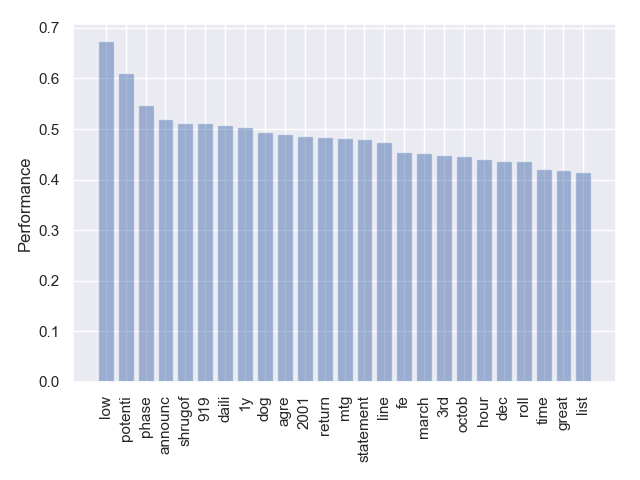 0.7
0.6
0.5
0.4
0.3
0.2
0.1
0.0
Performance
low
potenti
phase
announc
shrugof
919
daili
1y
dog
agre
2001
return
mtg
statement
line
fe
march
3rd
octob
hour
dec
roll
time
great
list